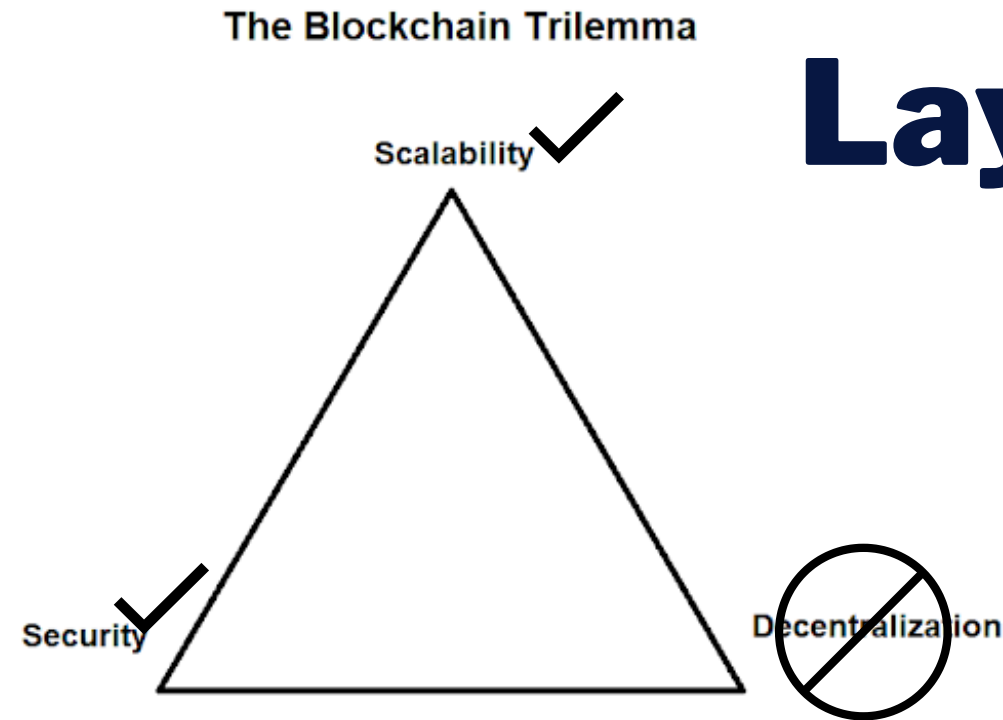 The Blockchain Trilemma
Lay
Scalability
Security
Decentralization